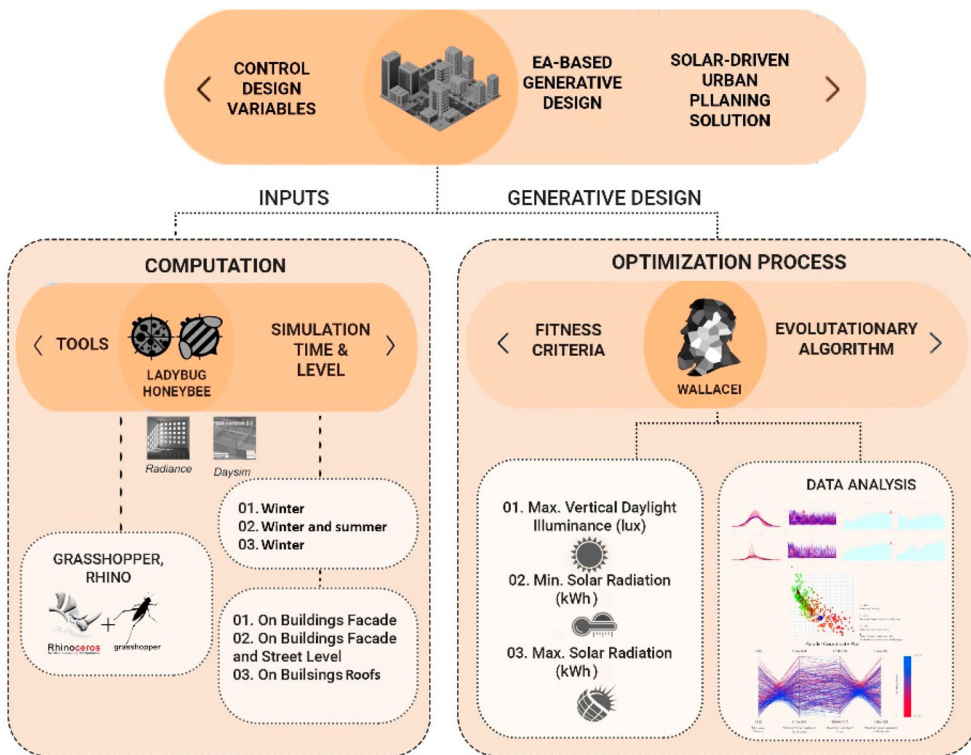 CONTROL
DESIGN
VARIABLES
EA-BASED
GENERATIVE
DESIGN
SOLAR-DRIVEN
URBAN
PLLANING
SOLUTION
INPUTS
GENERATIVE DESIGN
COMPUTATION
TOOLS
LADYBUG
HONEYBEE
SIMULATION
TIME &
LEVEL
Radiance
Daysim
01. Winter
02. Winter and summer
03. Winter
GRASSHOPPER,
RHINO
Rhinoceros
grasshopper
01. On Buildings Facade
02. On Buildings Facade
and Street Level
03. On Builsings Roofs
OPTIMIZATION PROCESS
FITNESS
CRITERIA
WALLACEI
EVOLUTATIONARY
ALGORITHM
01. Max. Vertical Daylight
Illuminance (lux)
02. Min. Solar Radiation
(kWh)
03. Max. Solar Radiation
(kWh)
DATA ANALYSIS
Parallel Coordinate Plo